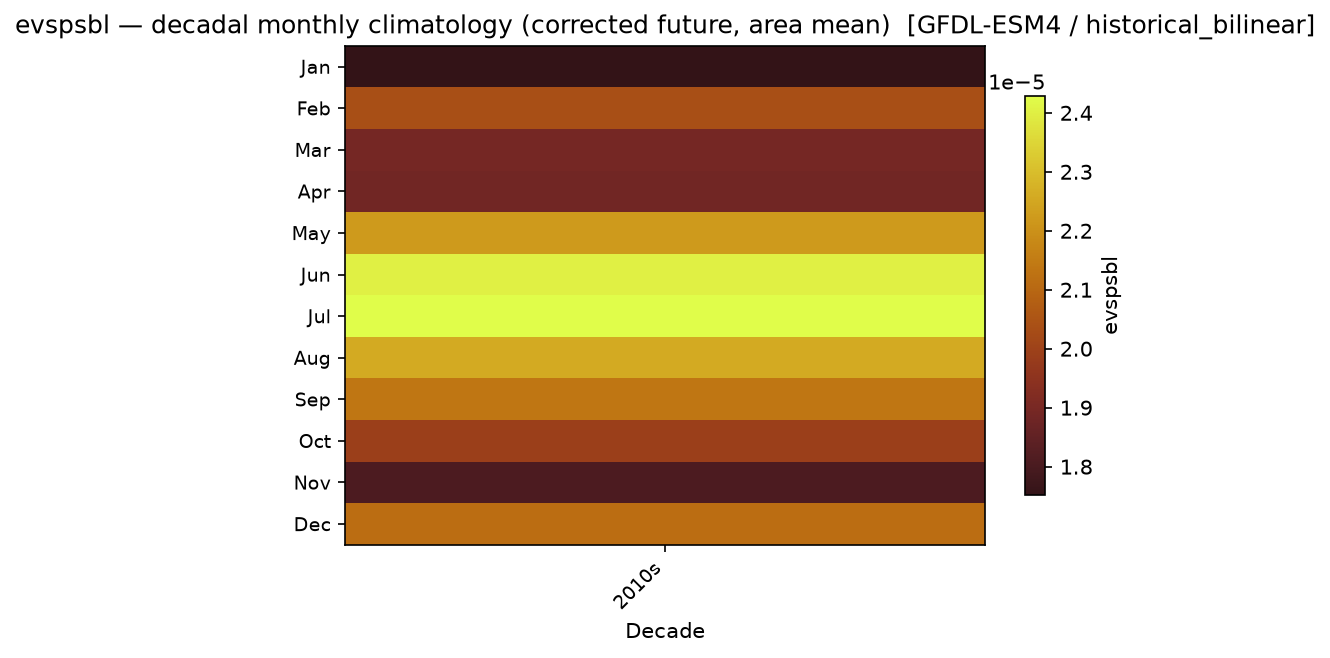 evspsbl — decadal monthly climatology (corrected future, area mean)  [GFDL-ESM4 / historical_bilinear]
Jan
Feb
Mar
Apr
May
Jun
Jul
Aug
Sep
Oct
Nov
Dec
2010s
Decade
1e−5
2.4
2.3
2.2
2.1
2.0
1.9
1.8
evspsbl